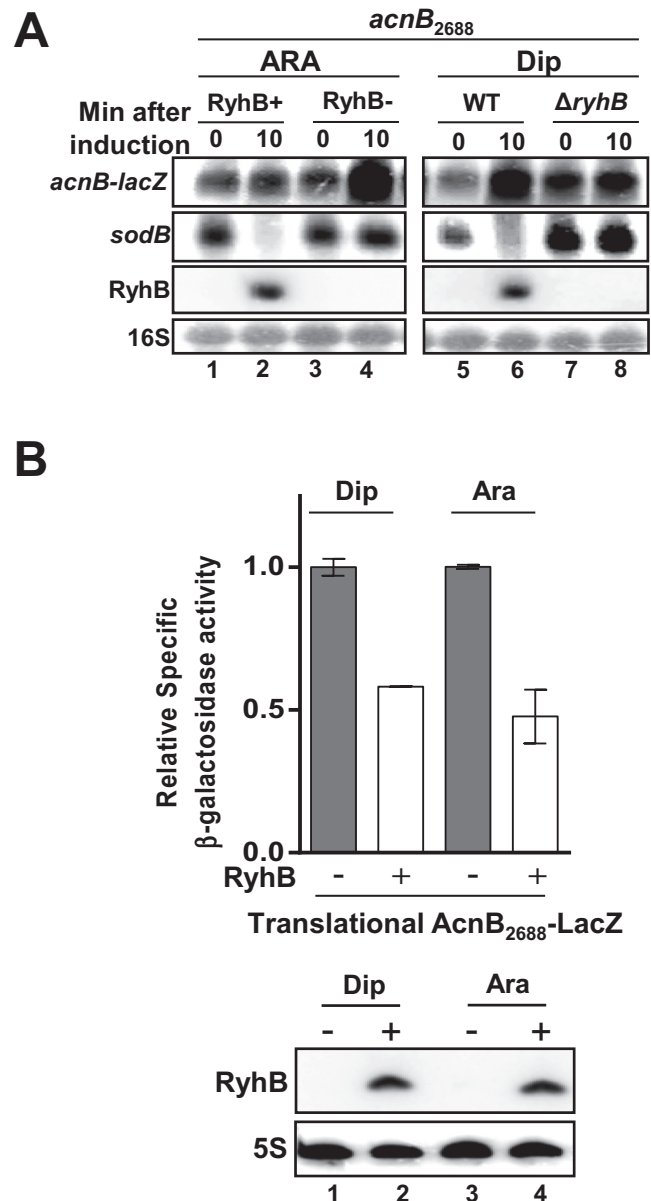 A
acnB2688
ARA Dip
Min after induction
RyhB+ RyhB- WT ΔryhB
0 10 0 10 0 10 0 10
acnB-lacZ
sodB
RyhB
16S
1 2 3 4 5 6 7 8
B
Dip Ara
Relative Specific
β-galactosidase activity
1.0
0.5
0.0
RyhB - + - +
Translational AcnB2688-LacZ
Dip Ara
- + - +
RyhB
5S
1 2 3 4